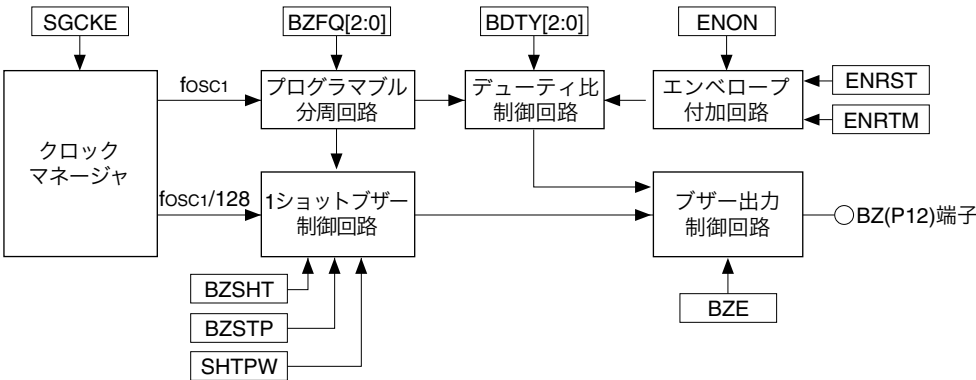 SGCKE
BZFQ[2:0]
BDTY[2:0]
ENON
fOSC1
プログラマブル
分周回路
デューティ比
制御回路
エンベロープ
付加回路
ENRST
ENRTM
クロック
マネージャ
fOSC1/128
1ショットブザー
制御回路
ブザー出力
制御回路
BZ(P12)端子
BZSHT
BZSTP
SHTPW
BZE